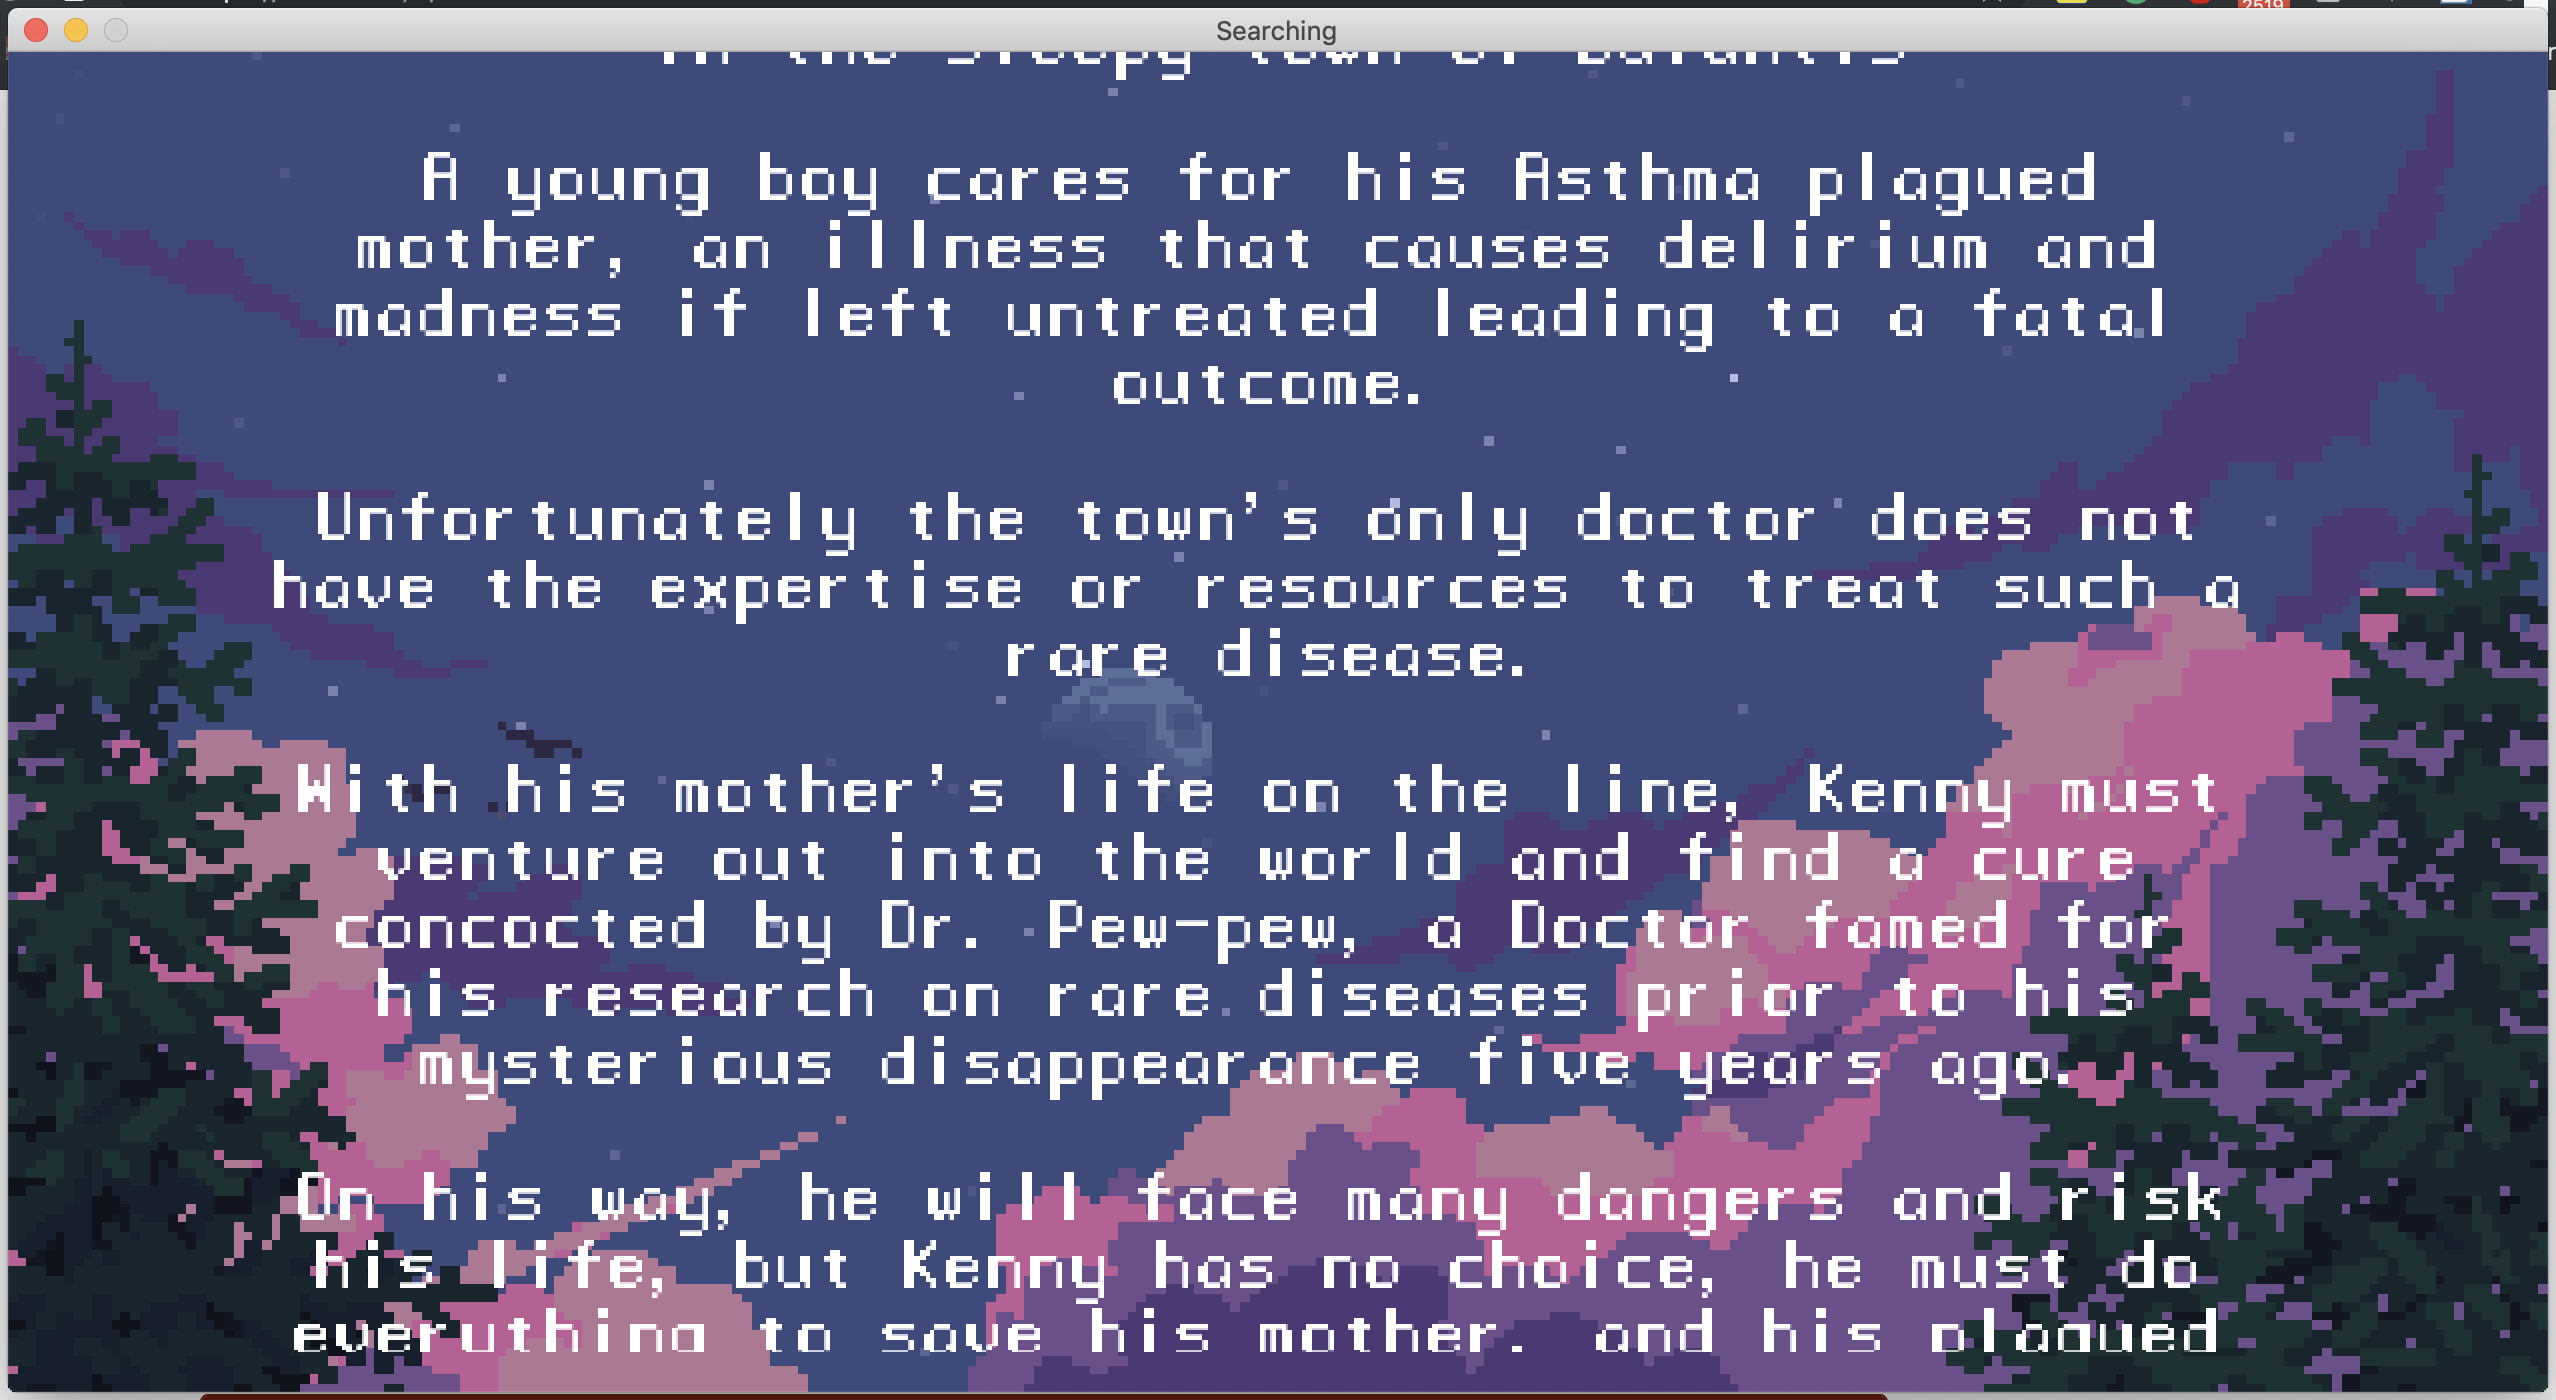 Searching
In the sleepy town of
A young boy cares for his Asthma plagued
mother, an illness that causes delirium and
madness if left untreated leading to a fatal
outcome.
Unfortunately the town's only doctor does not
have the expertise or resources to treat such a
rare disease.
With his mother's life on the line, Kenny must
venture out into the world and find a cure
concocted by Dr. Pew-pew, a Doctor famed for
his research on rare diseases prior to his
mysterious disappearance five years ago.
On his way, he will face many dangers and risk
his life, but Kenny has no choice, he must do
everything to save his mother. and his plagued